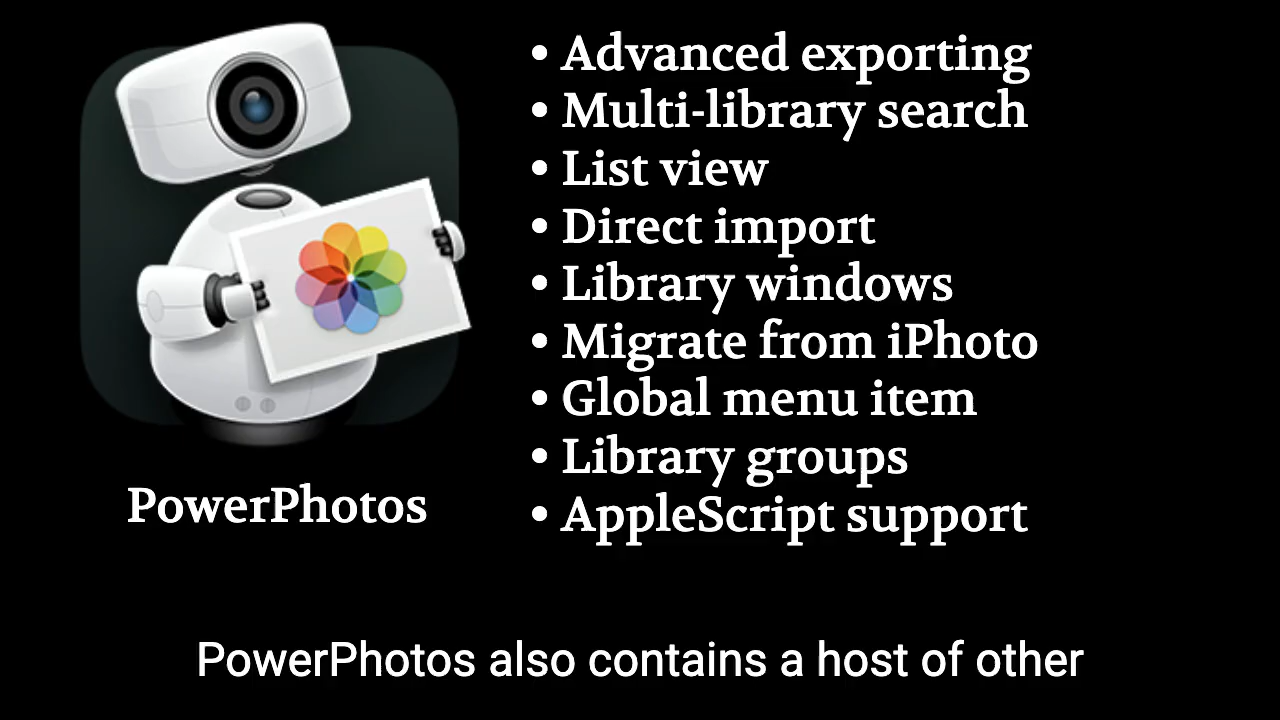 • Advanced exporting
• Multi-library search
• List view
• Direct import
• Library windows
• Migrate from iPhoto
• Global menu item
• Library groups
• AppleScript support
PowerPhotos
PowerPhotos also contains a host of other